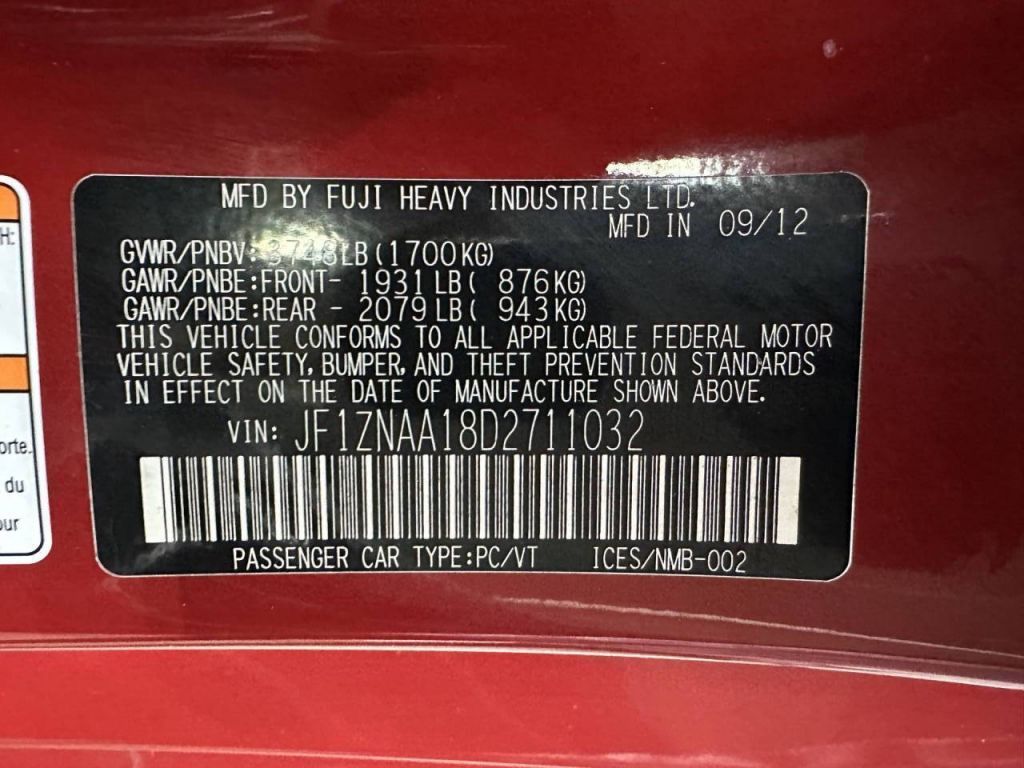 MFD BY FUJI HEAVY INDUSTRIES LTD.
MFD IN 09/12
GVWR/PNBV: 3748LB(1700KG)
GAWR/PNBE:FRONT- 1931LB( 876KG)
GAWR/PNBE:REAR - 2079LB( 943KG)
THIS VEHICLE CONFORMS TO ALL APPLICABLE FEDERAL MOTOR
VEHICLE SAFETY, BUMPER, AND THEFT PREVENTION STANDARDS
IN EFFECT ON THE DATE OF MANUFACTURE SHOWN ABOVE.
VIN: JF1ZNAA18D2711032
PASSENGER CAR TYPE:PC/VT ICES/NMB-002
H:
orte.
du
our